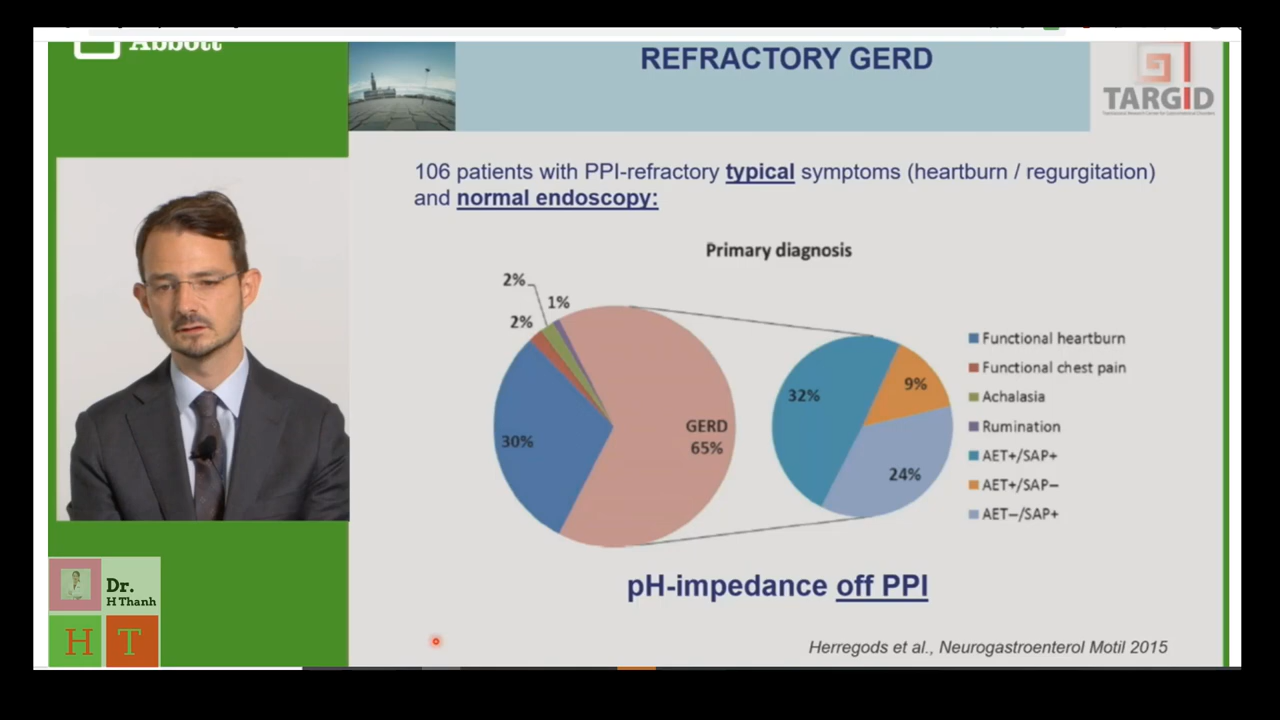 Abbott
REFRACTORY GERD
TARGID
106 patients with PPI-refractory typical symptoms (heartburn / regurgitation)
and normal endoscopy:
Primary diagnosis
2%
1%
2%
30%
GERD
65%
32%
9%
24%
Functional heartburn
Functional chest pain
Achalasia
Rumination
AET+/SAP+
AET+/SAP−
AET−/SAP+
pH-impedance off PPI
Herregods et al., Neurogastroenterol Motil 2015
Dr.
H Thanh
H T